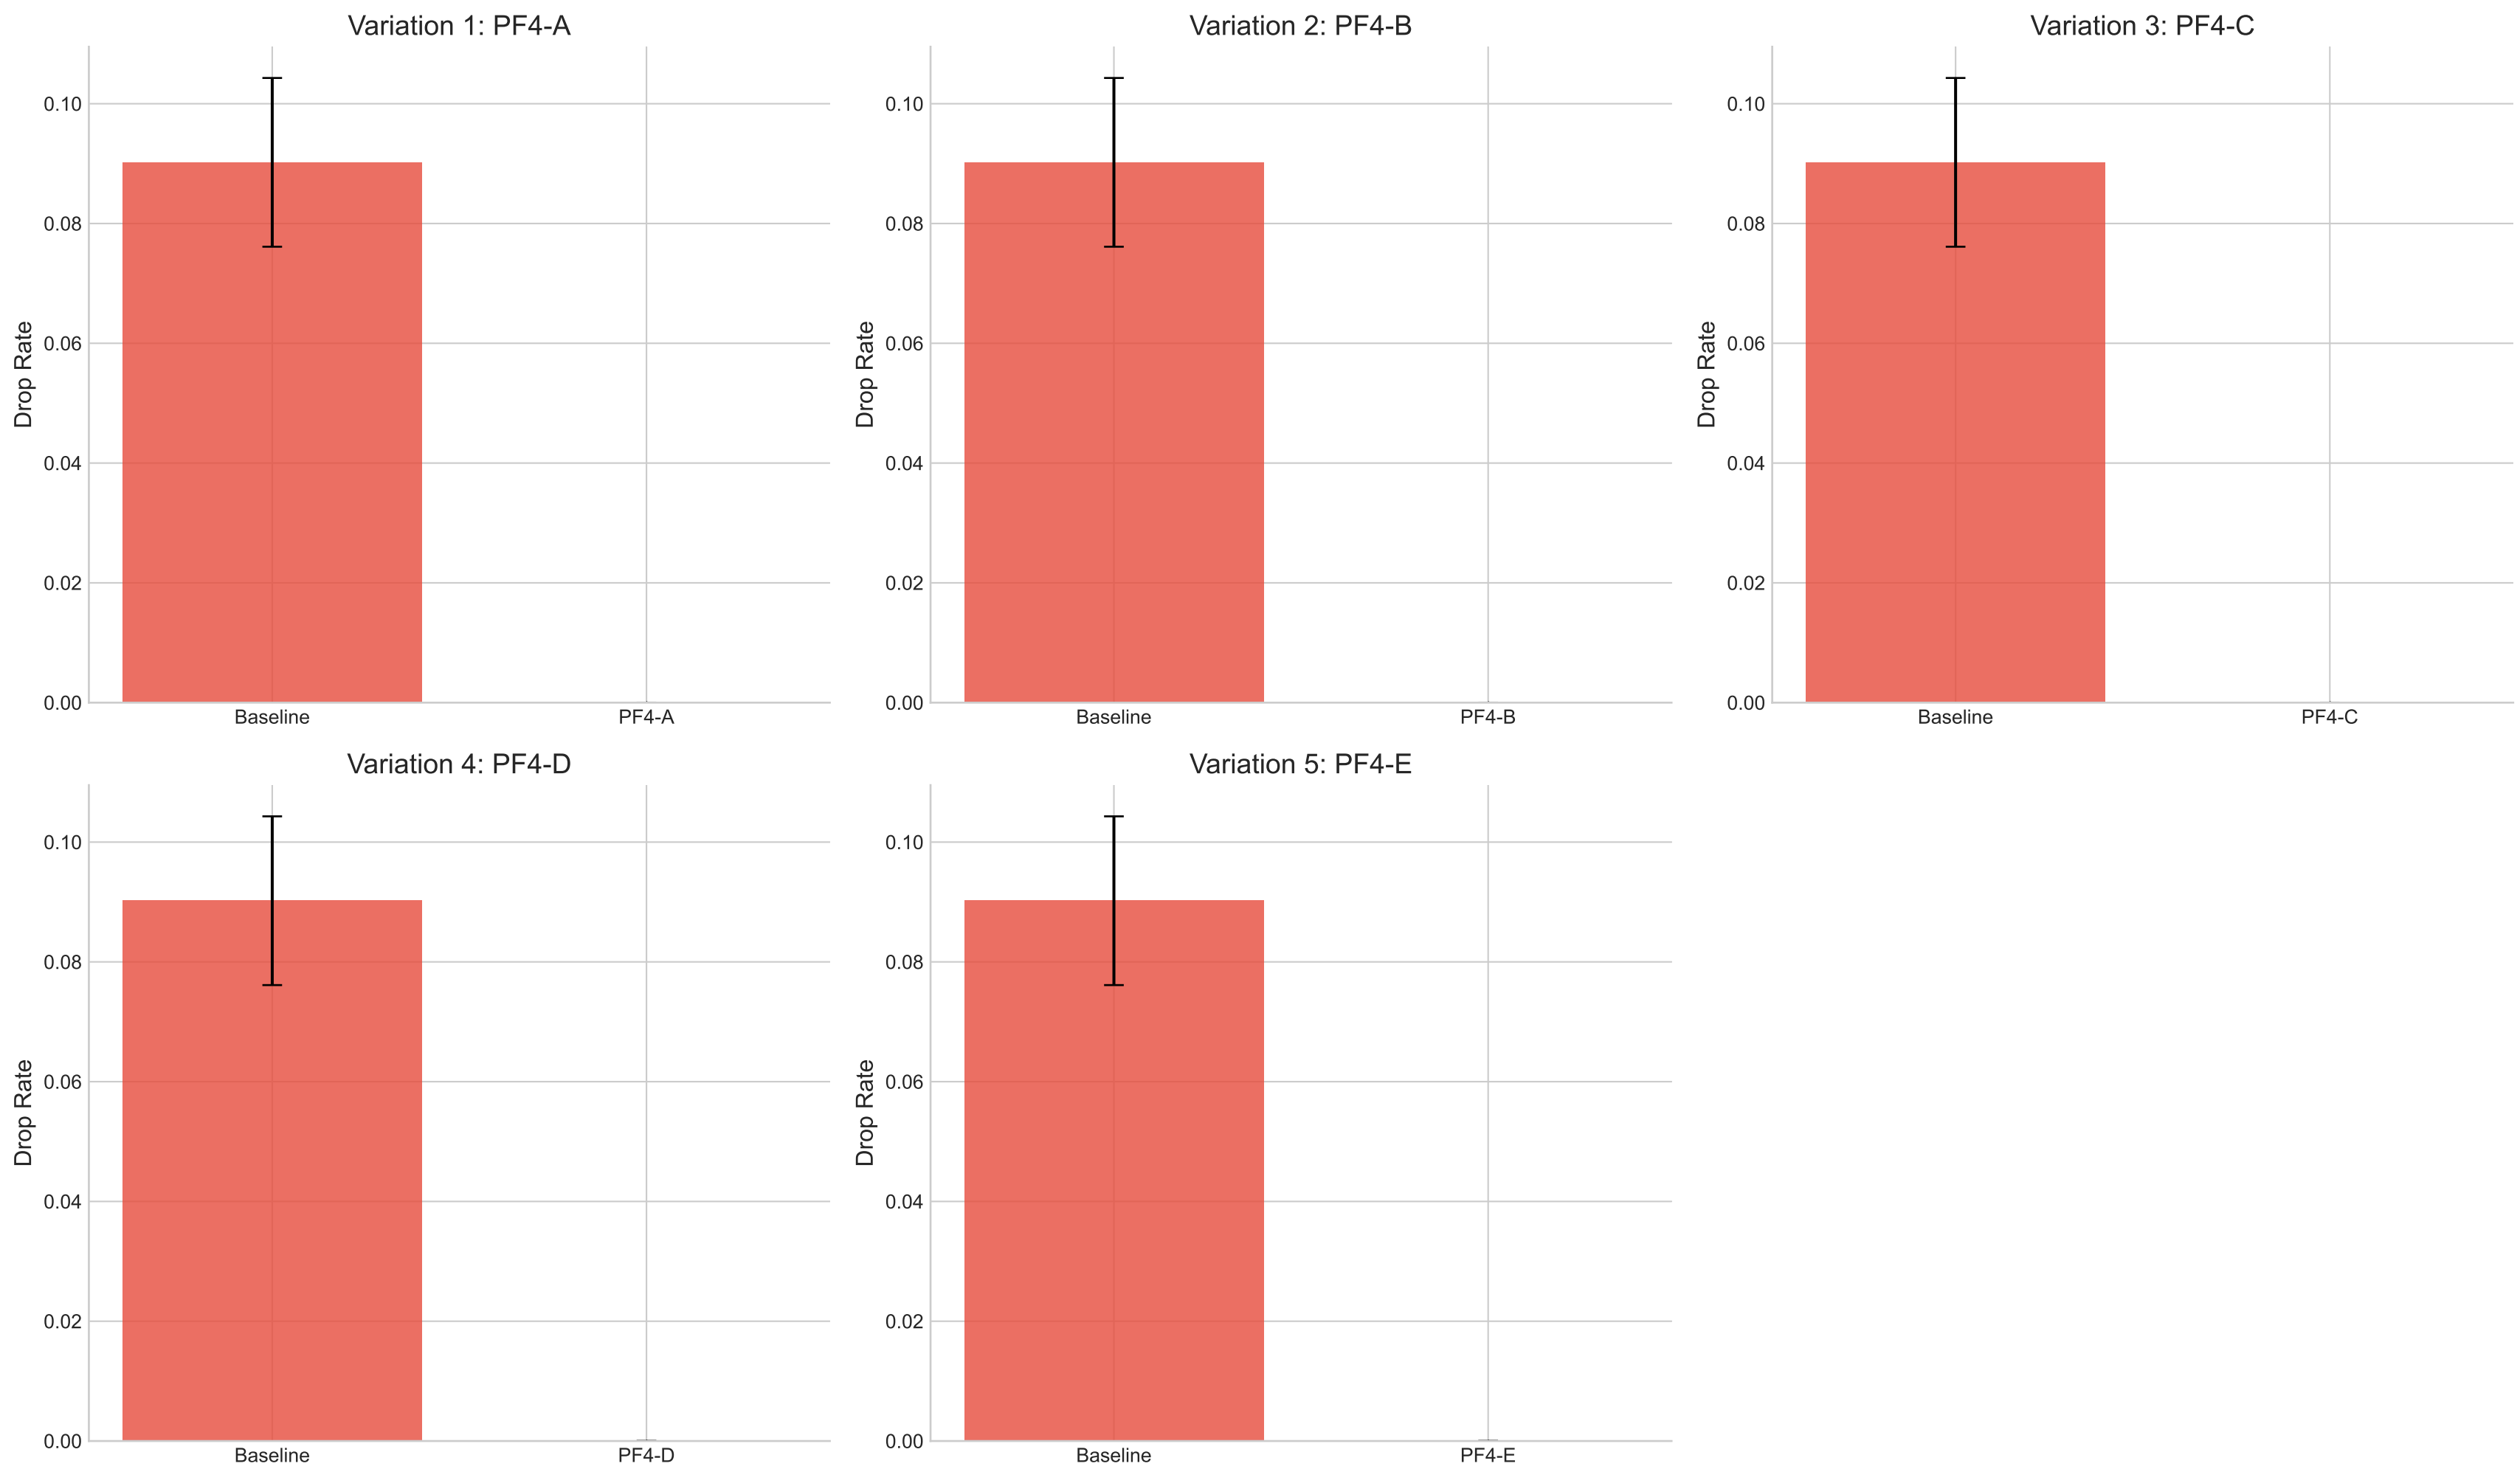 Variation 1: PF4-A
Drop Rate
0.10
0.08
0.06
0.04
0.02
0.00
Baseline
PF4-A
Variation 2: PF4-B
Drop Rate
0.10
0.08
0.06
0.04
0.02
0.00
Baseline
PF4-B
Variation 3: PF4-C
Drop Rate
0.10
0.08
0.06
0.04
0.02
0.00
Baseline
PF4-C
Variation 4: PF4-D
Drop Rate
0.10
0.08
0.06
0.04
0.02
0.00
Baseline
PF4-D
Variation 5: PF4-E
Drop Rate
0.10
0.08
0.06
0.04
0.02
0.00
Baseline
PF4-E